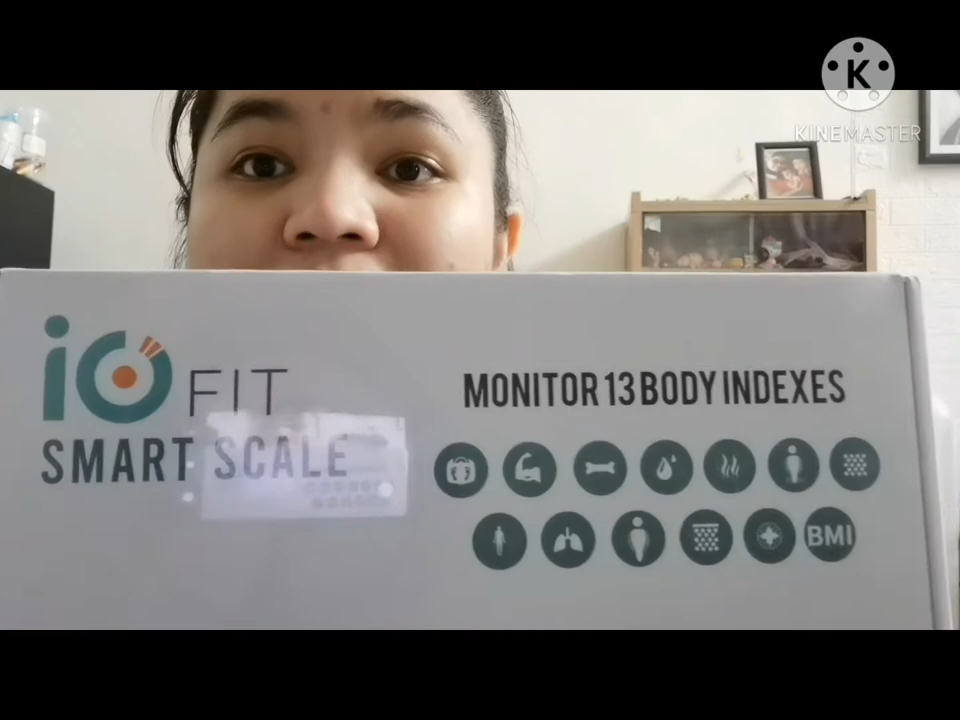 K
KINEMASTER
iO FIT
SMART SCALE
MONITOR 13 BODY INDEXES
BMI